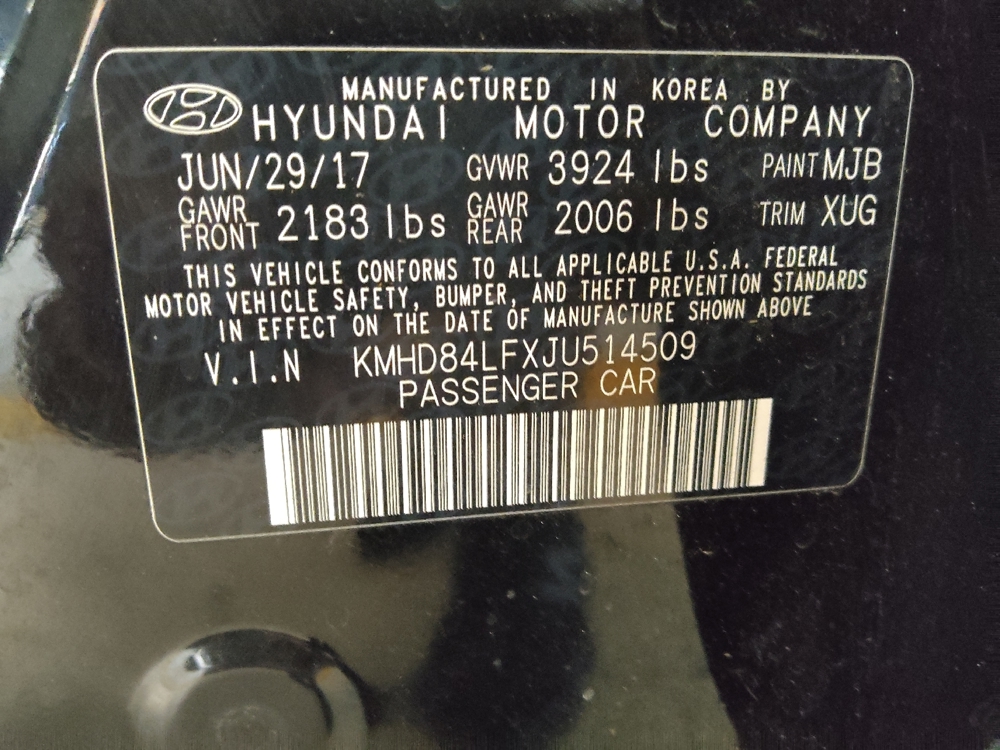 MANUFACTURED IN KOREA BY
HYUNDAI MOTOR COMPANY
JUN/29/17 GVWR 3924 lbs PAINT MJB
GAWR FRONT 2183 lbs GAWR REAR 2006 lbs TRIM XUG
THIS VEHICLE CONFORMS TO ALL APPLICABLE U.S.A. FEDERAL
MOTOR VEHICLE SAFETY, BUMPER, AND THEFT PREVENTION STANDARDS
IN EFFECT ON THE DATE OF MANUFACTURE SHOWN ABOVE
V.I.N KMHD84LFXJU514509
PASSENGER CAR